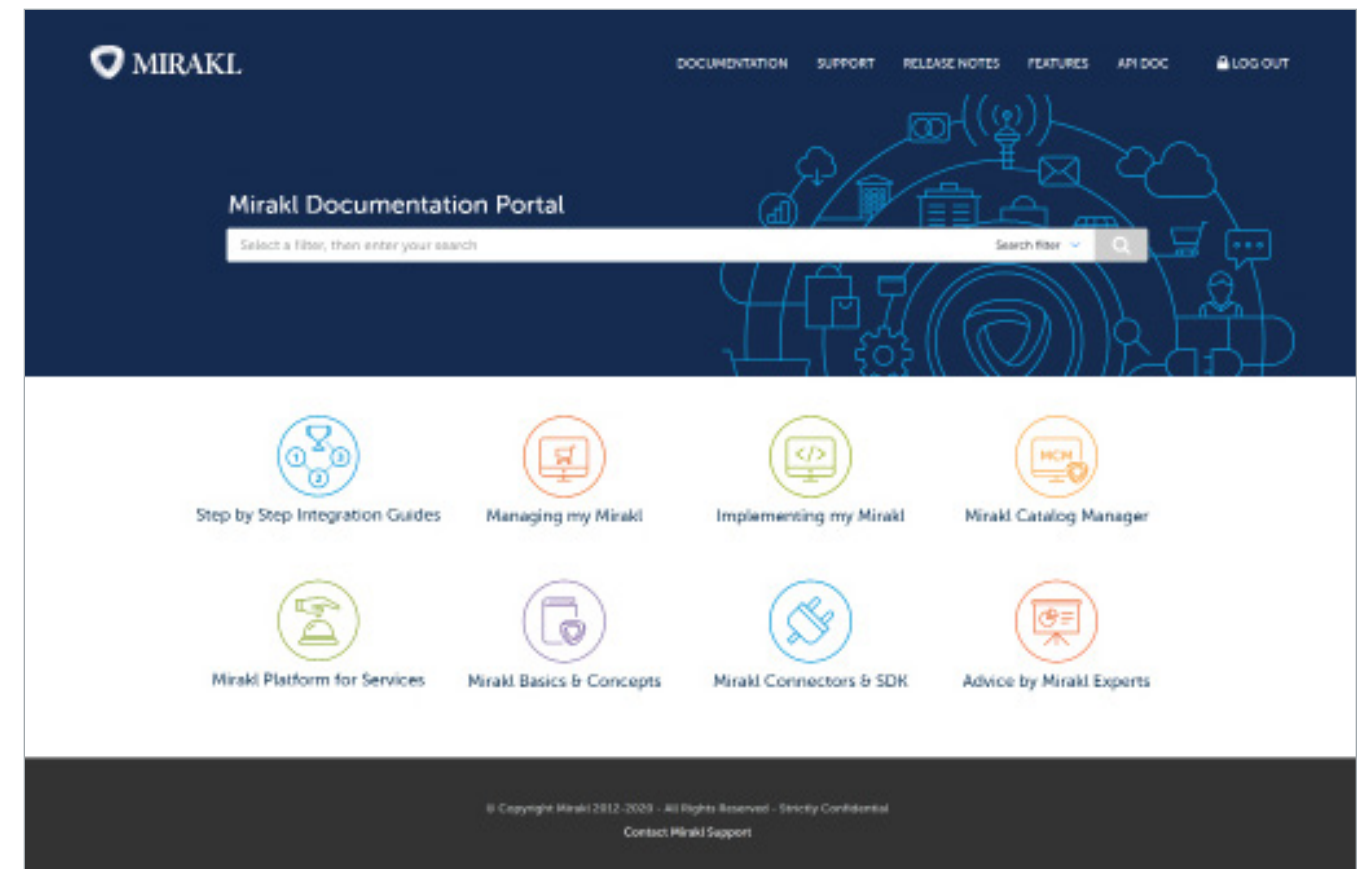 MIRAKL
DOCUMENTATION SUPPORT RELEASE NOTES FEATURES API DOC LOG OUT
Mirakl Documentation Portal
Select a filter, then enter your search Search filter
1 3
2
</>
MCM
Step by Step Integration Guides Managing my Mirakl Implementing my Mirakl Mirakl Catalog Manager
Mirakl Platform for Services Mirakl Basics & Concepts Mirakl Connectors & SDK Advice by Mirakl Experts
© Copyright Mirakl 2012-2020 - All Rights Reserved - Strictly Confidential
Contact Mirakl Support